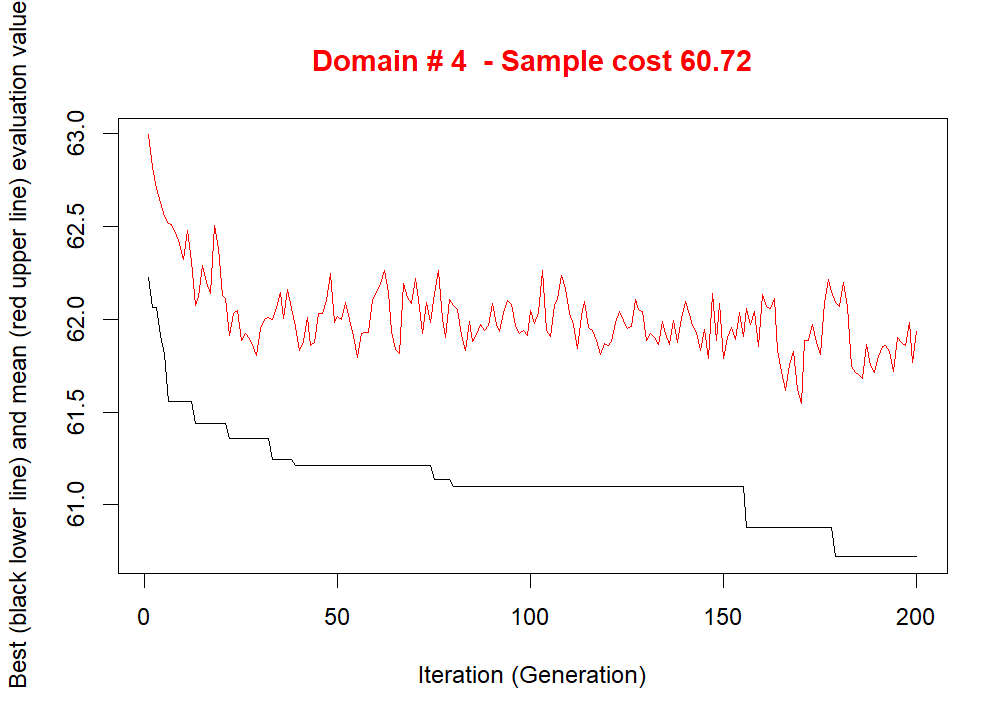 Domain # 4  - Sample cost 60.72
Best (black lower line) and mean (red upper line) evaluation value
63.0
62.5
62.0
61.5
61.0
0 50 100 150 200
Iteration (Generation)